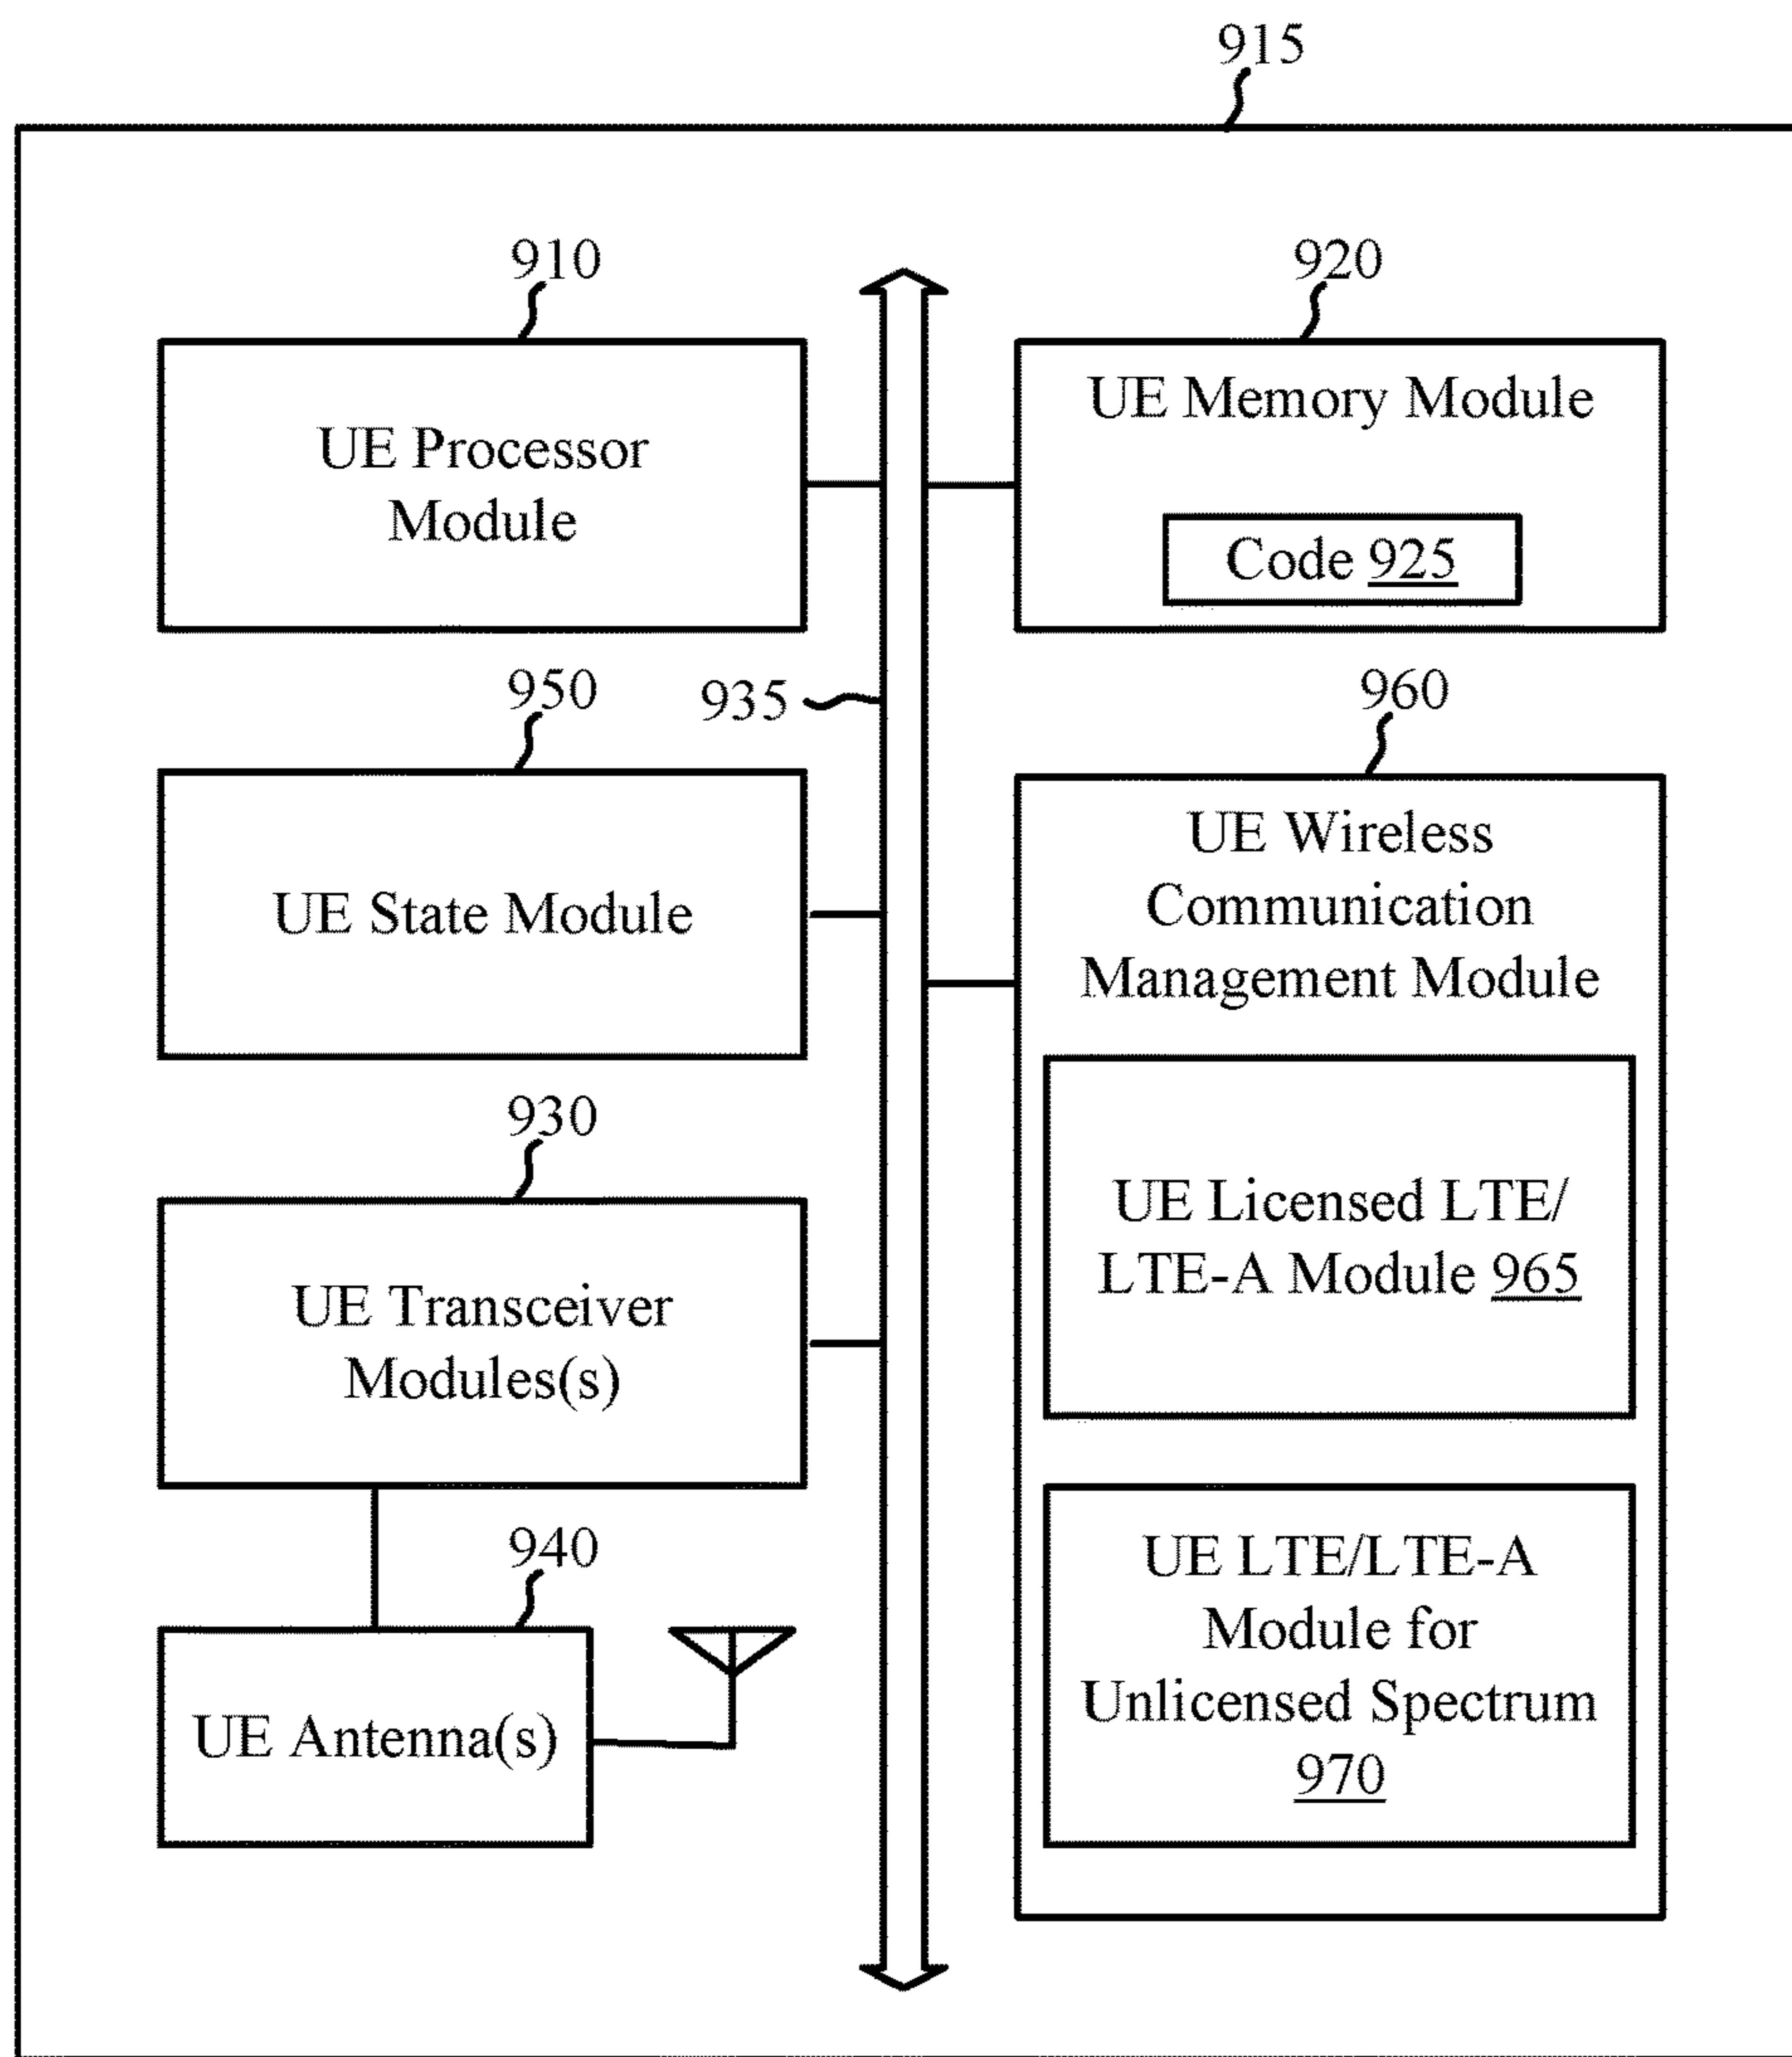 915
910
920
UE Processor
Module
UE Memory Module
Code 925
950
935
960
UE State Module
UE Wireless
Communication
Management Module
930
UE Transceiver
Modules(s)
UE Licensed LTE/
LTE-A Module 965
940
UE Antenna(s)
UE LTE/LTE-A
Module for
Unlicensed Spectrum
970